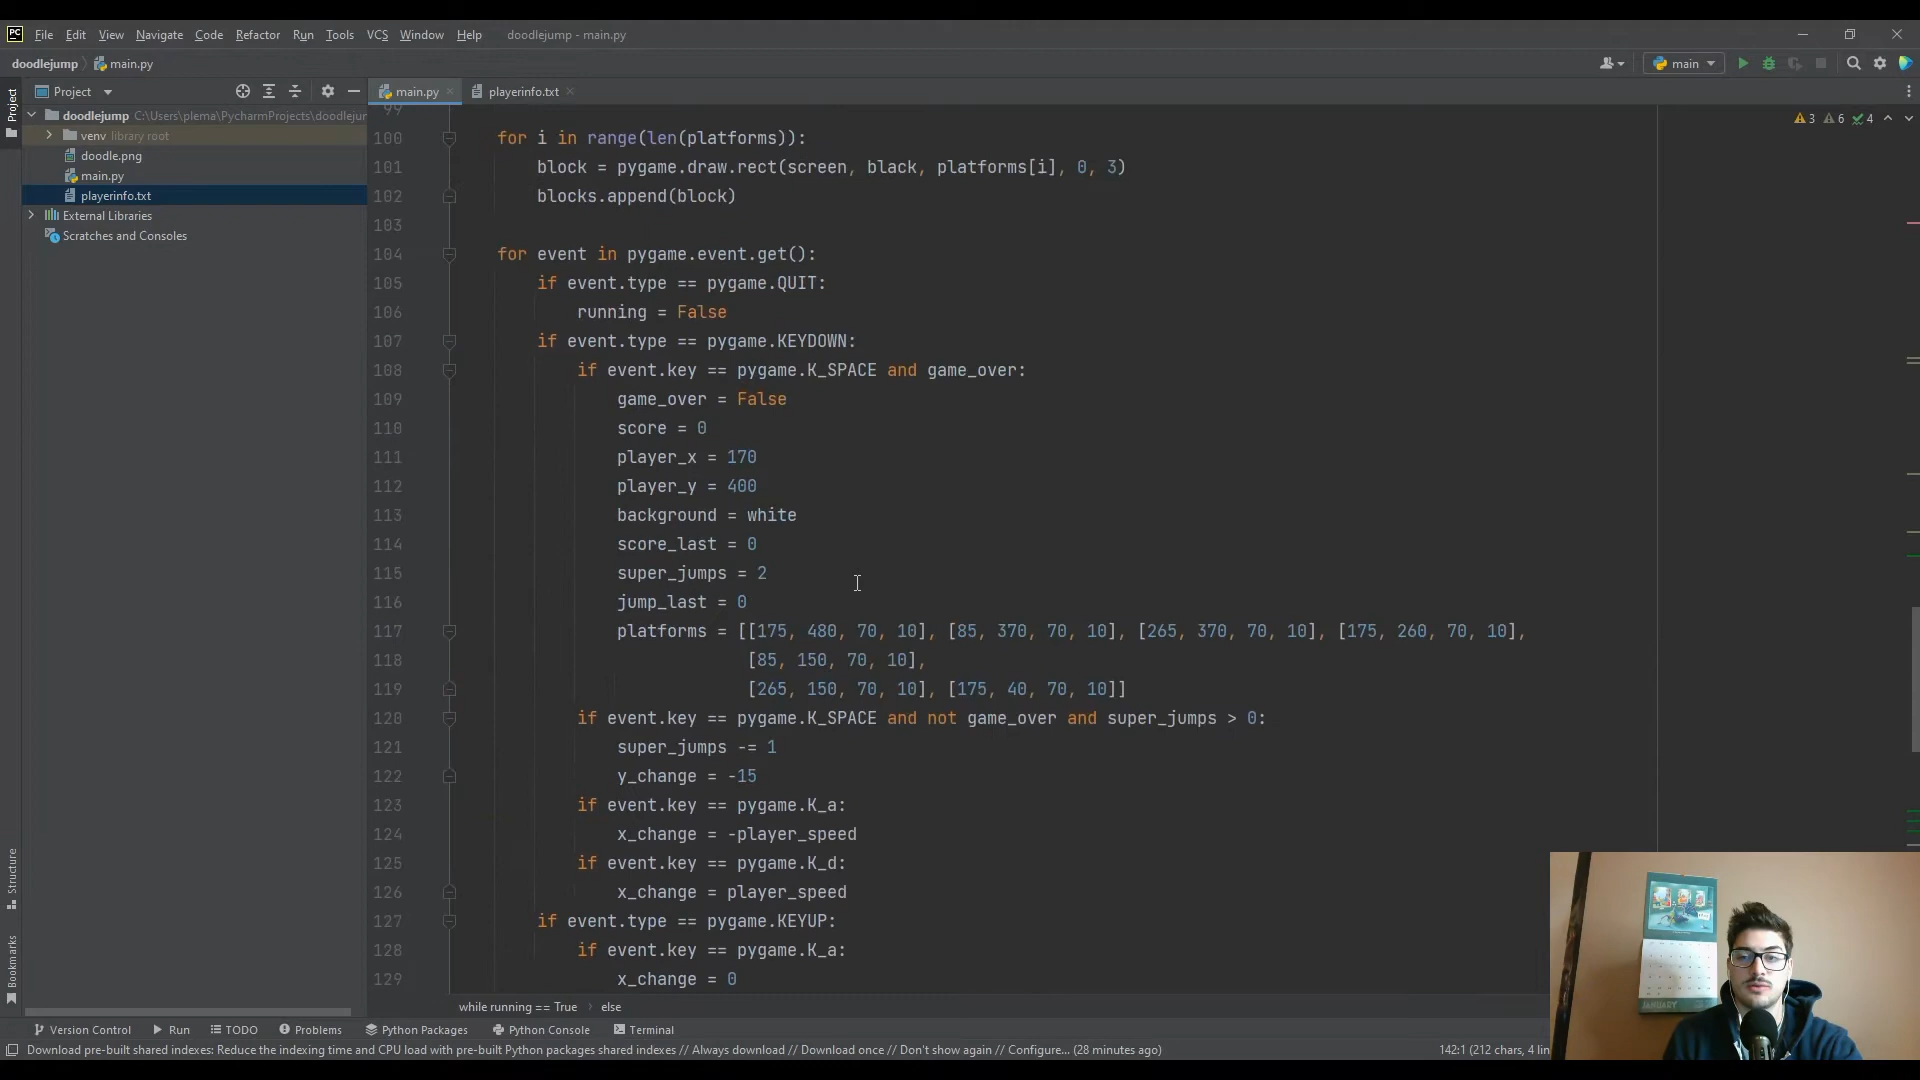 PC File Edit View Navigate Code Refactor Run Tools VCS Window Help doodlejump - main.py
doodlejump main.py main
Project main.py playerinfo.txt
Project
doodlejump C:\Users\plema\PycharmProjects\doodlejur
venv library root
doodle.png
main.py
playerinfo.txt
External Libraries
Scratches and Consoles
3 6 4
99
100 for i in range(len(platforms)):
101 block = pygame.draw.rect(screen, black, platforms[i], 0, 3)
102 blocks.append(block)
103
104 for event in pygame.event.get():
105 if event.type == pygame.QUIT:
106 running = False
107 if event.type == pygame.KEYDOWN:
108 if event.key == pygame.K_SPACE and game_over:
109 game_over = False
110 score = 0
111 player_x = 170
112 player_y = 400
113 background = white
114 score_last = 0
115 super_jumps = 2
116 jump_last = 0
117 platforms = [[175, 480, 70, 10], [85, 370, 70, 10], [265, 370, 70, 10], [175, 260, 70, 10],
118 [85, 150, 70, 10],
119 [265, 150, 70, 10], [175, 40, 70, 10]]
120 if event.key == pygame.K_SPACE and not game_over and super_jumps > 0:
121 super_jumps -= 1
122 y_change = -15
123 if event.key == pygame.K_a:
124 x_change = -player_speed
125 if event.key == pygame.K_d:
126 x_change = player_speed
127 if event.type == pygame.KEYUP:
128 if event.key == pygame.K_a:
129 x_change = 0
while running == True else
Structure
Bookmarks
Version Control Run TODO Problems Python Packages Python Console Terminal
Download pre-built shared indexes: Reduce the indexing time and CPU load with pre-built Python packages shared indexes // Always download // Download once // Don't show again // Configure... (28 minutes ago) 142:1 (212 chars, 4 lin
JANUARY